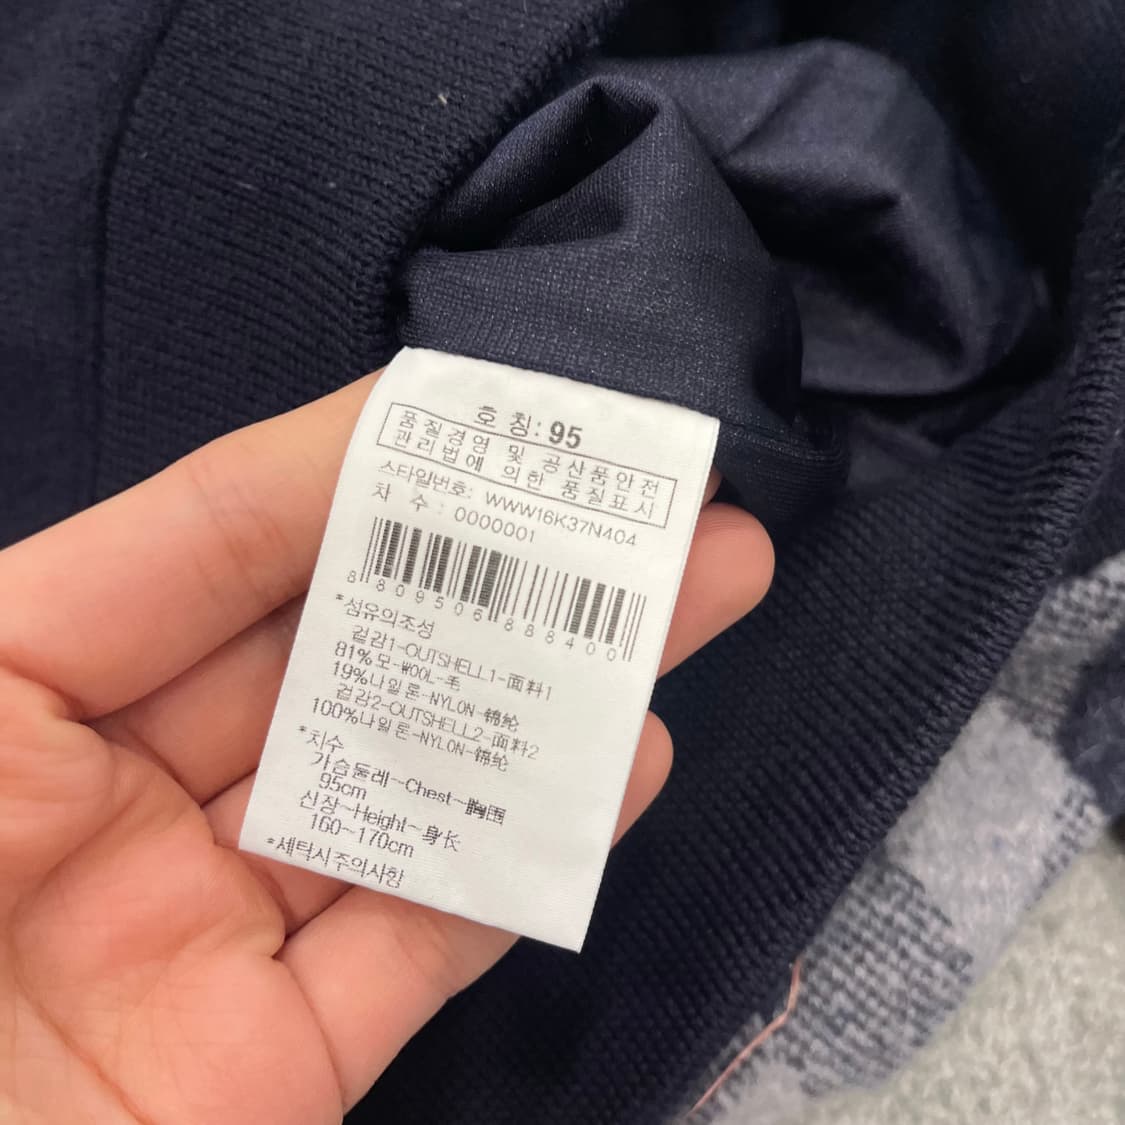 호 칭: 95
품질경영 및 공산품안전
관리법에 의한 품질표시
스타일번호: WWW16K37N404
차 수 : 0000001
8 809506 888400
*섬유의조성
겉감1-OUTSHELL1-面料1
81%모-WOOL-毛
19%나일론-NYLON-锦纶
겉감2-OUTSHELL2-面料2
100%나일론-NYLON-锦纶
*치수
가슴둘레~Chest~胸围
95cm
신장~Height~身长
160~170cm
*세탁시주의사항